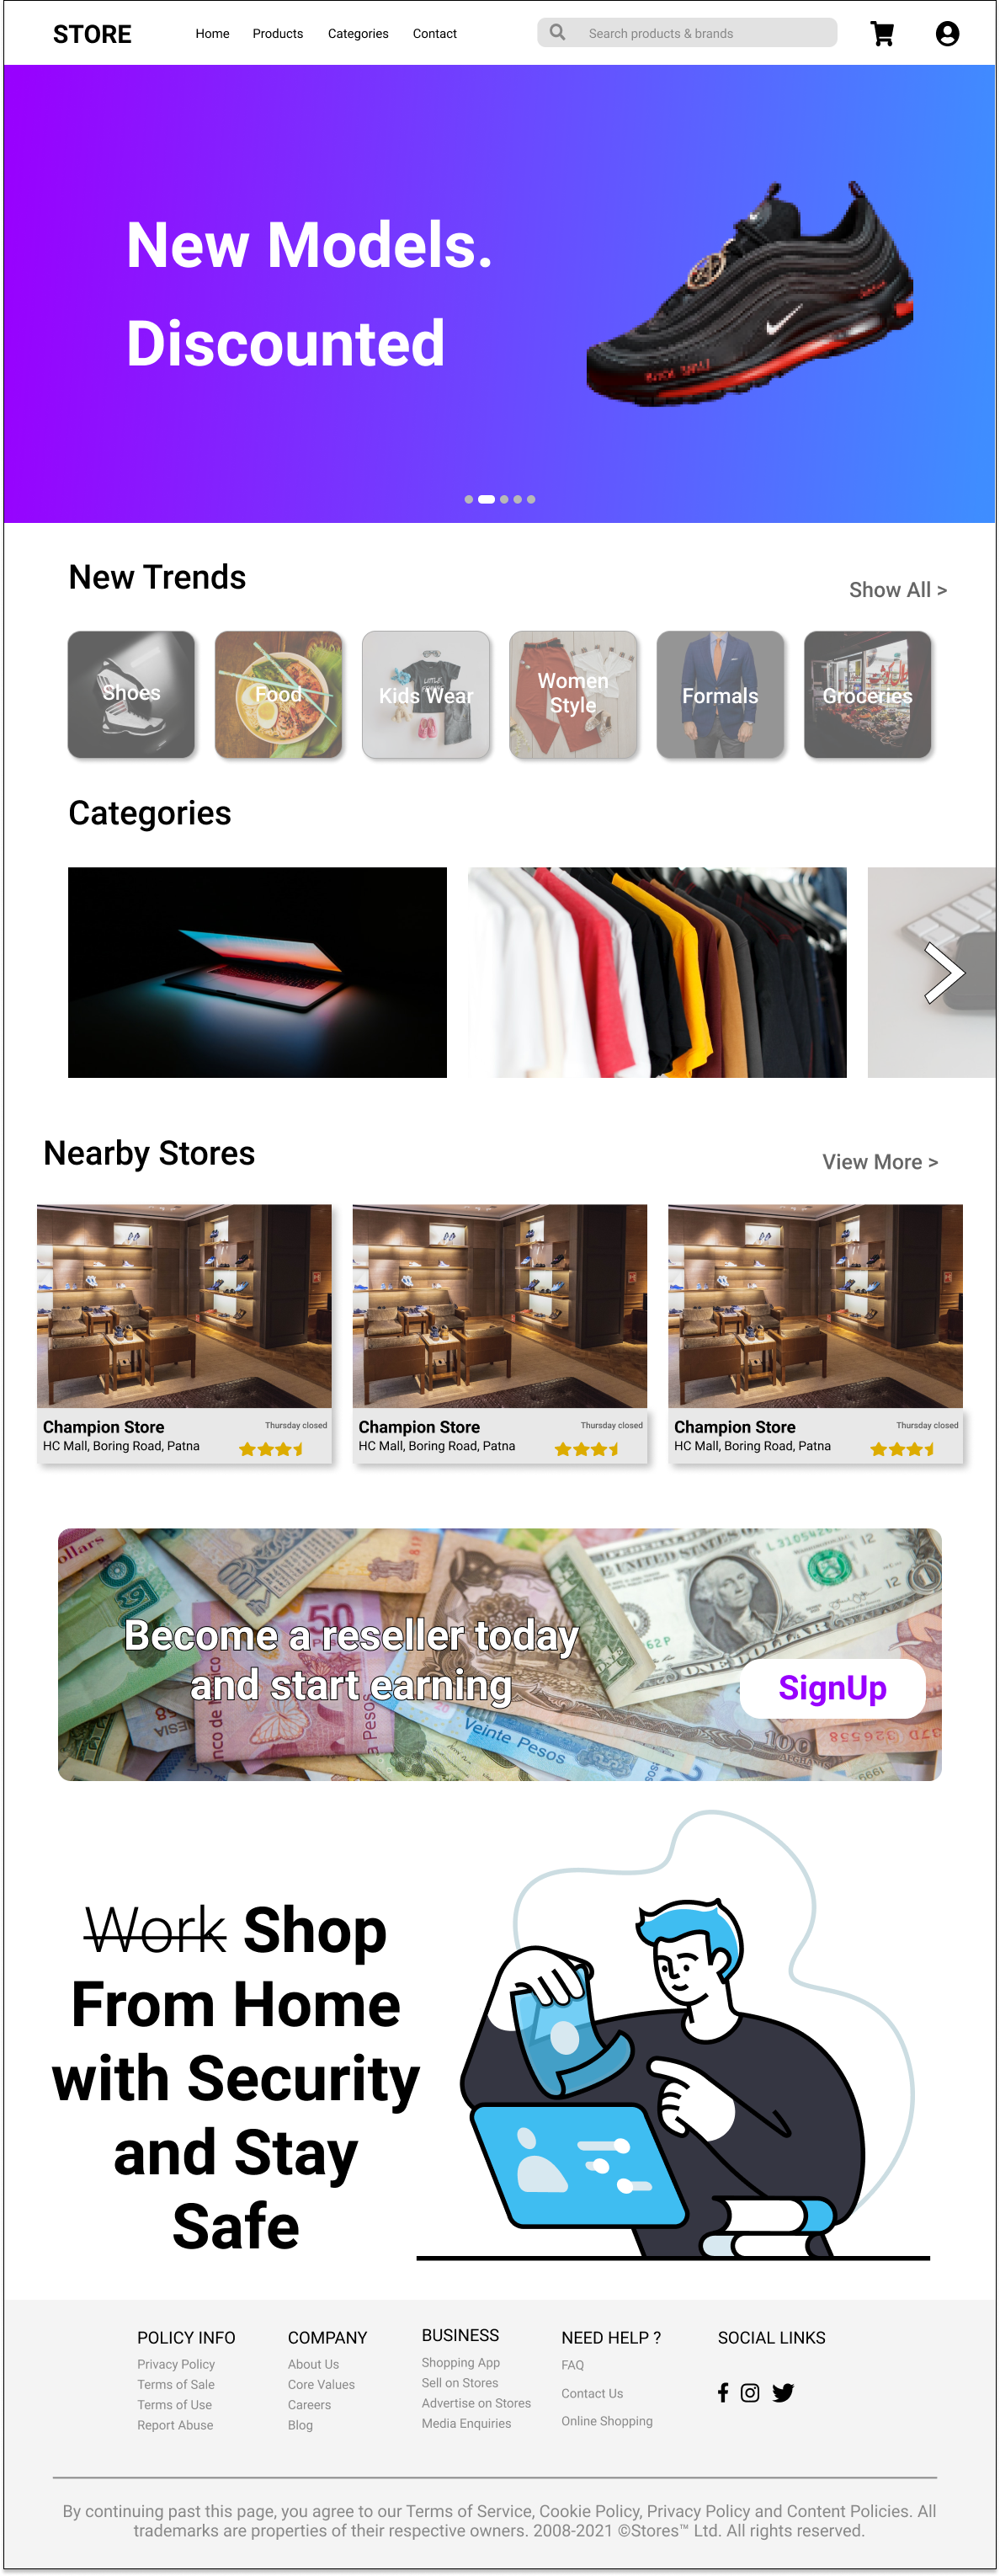 STORE
Home Products Categories Contact
Search products & brands
New Models.
Discounted
New Trends
Show All >
Shoes
Food
Kids Wear
Women
Style
Formals
Groceries
Categories
Nearby Stores
View More >
Champion Store
Thursday closed
HC Mall, Boring Road, Patna
Champion Store
Thursday closed
HC Mall, Boring Road, Patna
Champion Store
Thursday closed
HC Mall, Boring Road, Patna
Become a reseller today
and start earning
SignUp
Veinte Pesos
Work Shop
From Home
with Security
and Stay
Safe
POLICY INFO
Privacy Policy
Terms of Sale
Terms of Use
Report Abuse
COMPANY
About Us
Core Values
Careers
Blog
BUSINESS
Shopping App
Sell on Stores
Advertise on Stores
Media Enquiries
NEED HELP ?
FAQ
Contact Us
Online Shopping
SOCIAL LINKS
By continuing past this page, you agree to our Terms of Service, Cookie Policy, Privacy Policy and Content Policies. All
trademarks are properties of their respective owners. 2008-2021 ©Stores™ Ltd. All rights reserved.